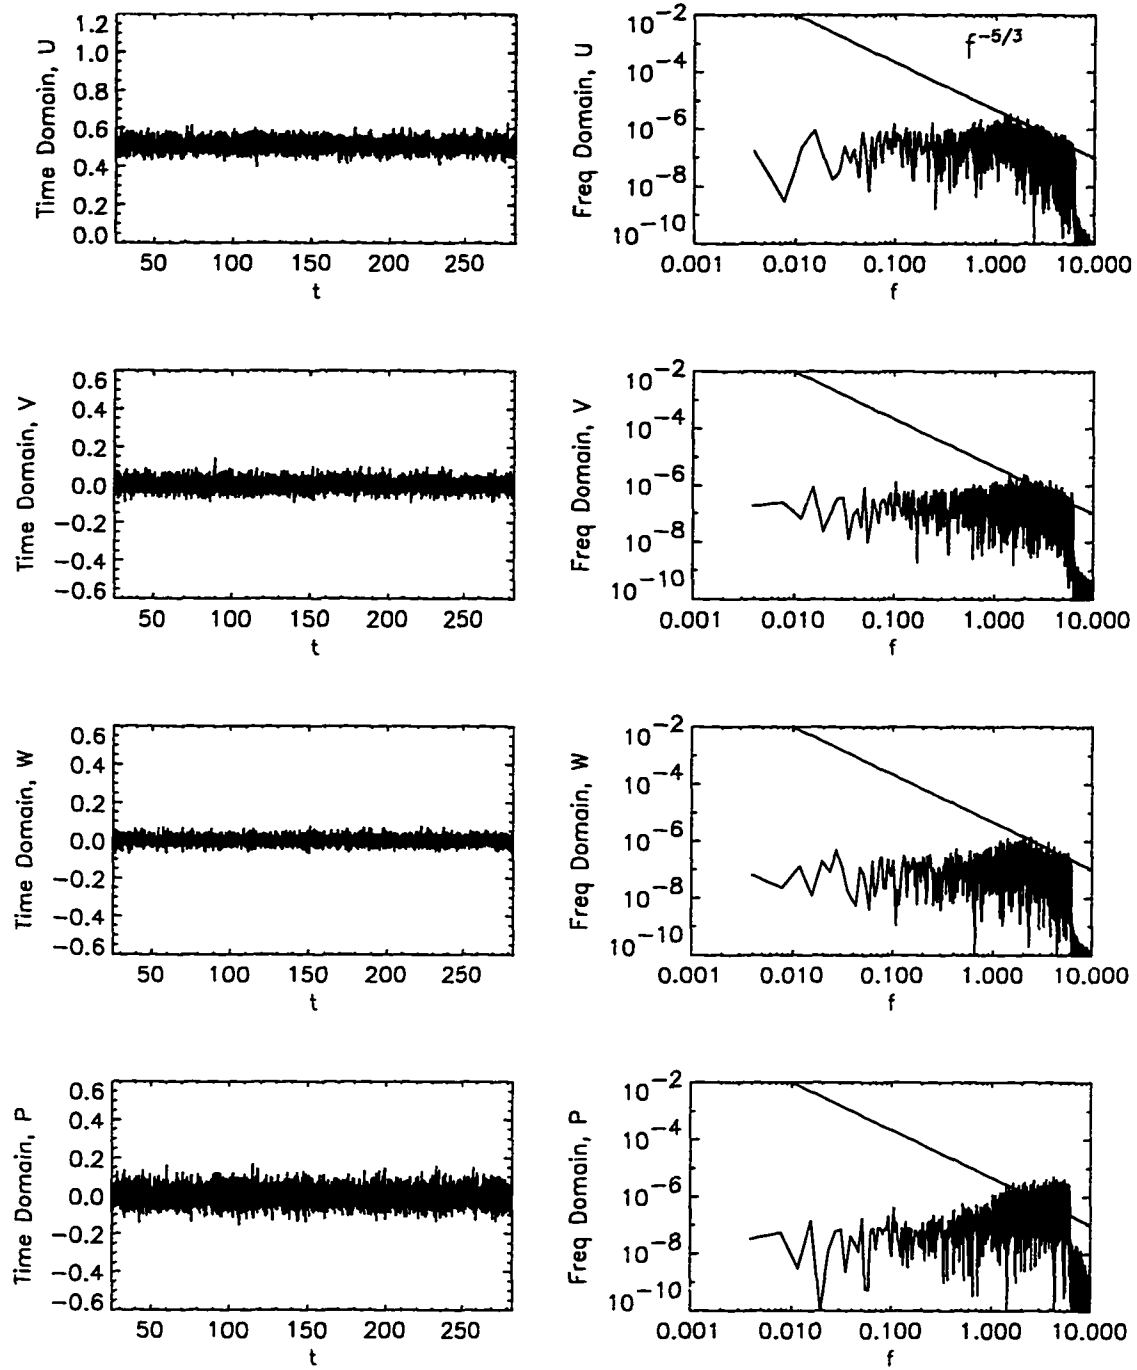 Time Domain, U
1.2
1.0
0.8
0.6
0.4
0.2
0.0
50 100 150 200 250
t
Freq Domain, U
10⁻²
10⁻⁴
10⁻⁶
10⁻⁸
10⁻¹⁰
f⁻⁵/³
0.001 0.010 0.100 1.000 10.000
f
Time Domain, V
0.6
0.4
0.2
0.0
−0.2
−0.4
−0.6
50 100 150 200 250
t
Freq Domain, V
10⁻²
10⁻⁴
10⁻⁶
10⁻⁸
10⁻¹⁰
0.001 0.010 0.100 1.000 10.000
f
Time Domain, W
0.6
0.4
0.2
0.0
−0.2
−0.4
−0.6
50 100 150 200 250
t
Freq Domain, W
10⁻²
10⁻⁴
10⁻⁶
10⁻⁸
10⁻¹⁰
0.001 0.010 0.100 1.000 10.000
f
Time Domain, P
0.6
0.4
0.2
0.0
−0.2
−0.4
−0.6
50 100 150 200 250
t
Freq Domain, P
10⁻²
10⁻⁴
10⁻⁶
10⁻⁸
10⁻¹⁰
0.001 0.010 0.100 1.000 10.000
f